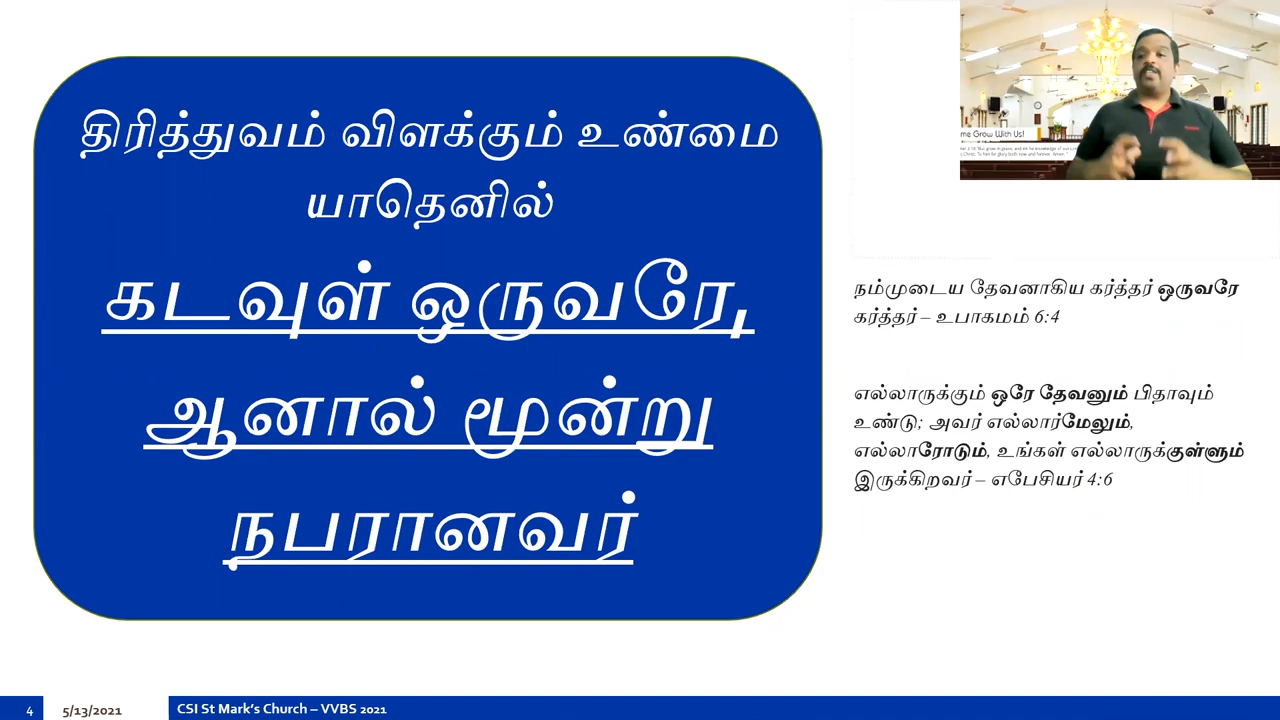 திரித்துவம் விளக்கும் உண்மை
யாதெனில்
கடவுள் ஒருவரே,
ஆனால் மூன்று
நபரானவர்
me Grow With Us!
நம்முடைய தேவனாகிய கர்த்தர் ஒருவரே
கர்த்தர் – உபாகமம் 6:4
எல்லாருக்கும் ஒரே தேவனும் பிதாவும்
உண்டு; அவர் எல்லார்மேலும்,
எல்லாரோடும், உங்கள் எல்லாருக்குள்ளும்
இருக்கிறவர் – எபேசியர் 4:6
4
5/13/2021
CSI St Mark's Church – VVBS 2021